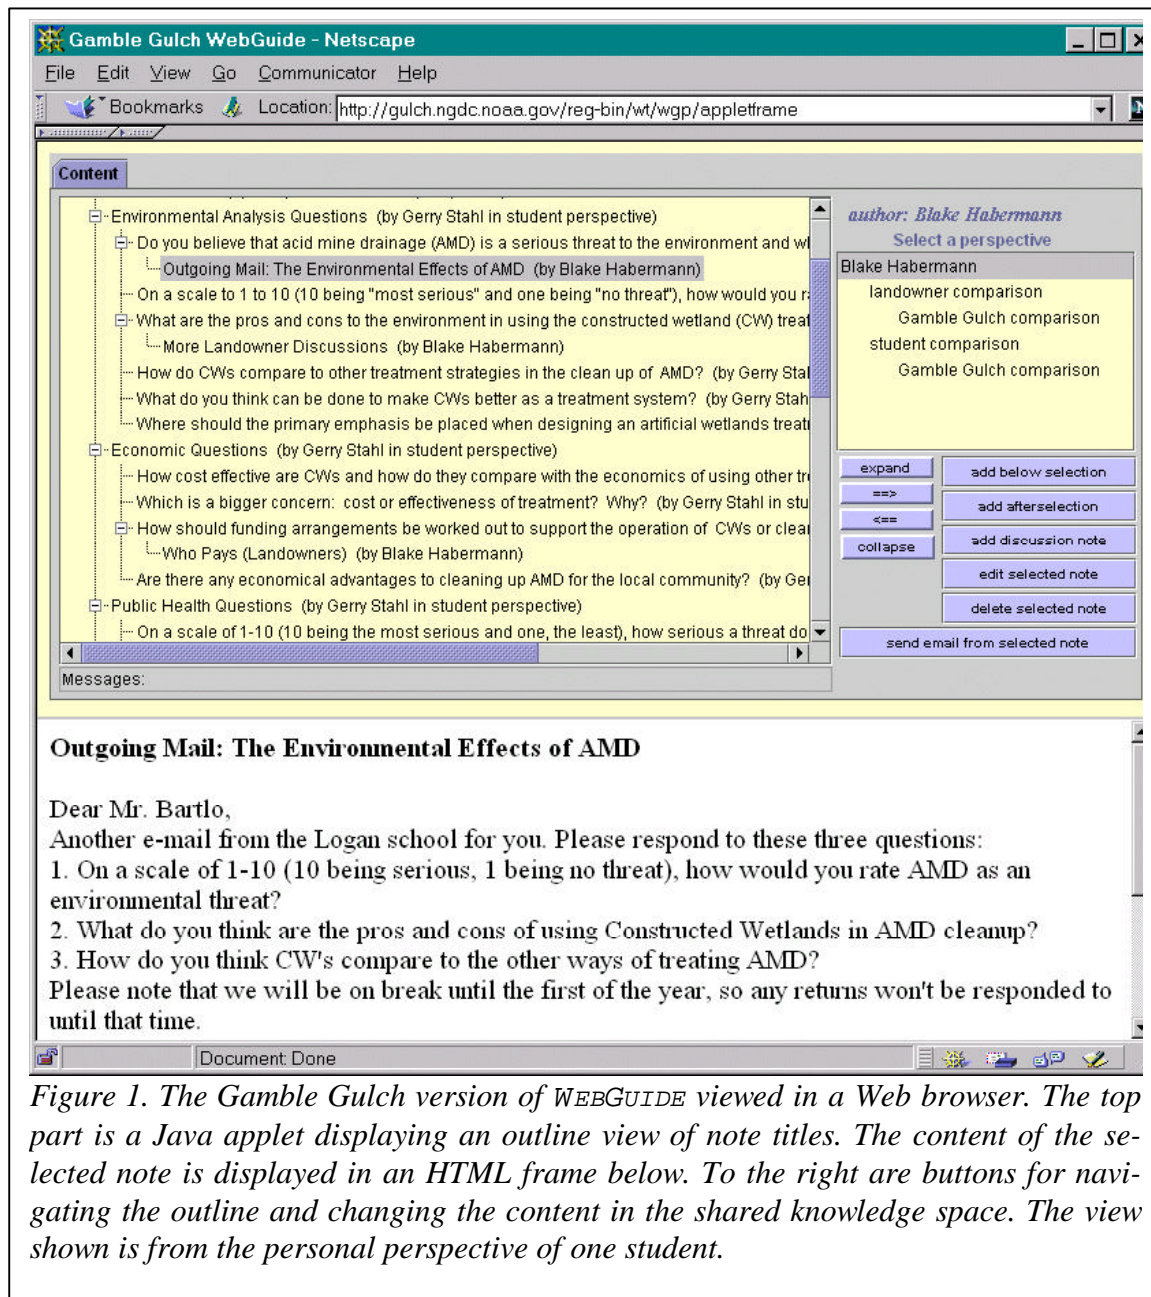 Gamble Gulch WebGuide - Netscape
File Edit View Go Communicator Help
Bookmarks Location: http://gulch.ngdc.noaa.gov/reg-bin/wt/wgp/appletframe
Content
Environmental Analysis Questions (by Gerry Stahl in student perspective)
Do you believe that acid mine drainage (AMD) is a serious threat to the environment and
Outgoing Mail: The Environmental Effects of AMD (by Blake Habermann)
On a scale to 1 to 10 (10 being "most serious" and one being "no threat"), how would you
What are the pros and cons to the environment in using the constructed wetland (CW)
More Landowner Discussions (by Blake Habermann)
How do CWs compare to other treatment strategies in the clean up of AMD? (by Gerry
What do you think can be done to make CWs better as a treatment system? (by Gerry
Where should the primary emphasis be placed when designing an artificial wetlands
Economic Questions (by Gerry Stahl in student perspective)
How cost effective are CWs and how do they compare with the economics of using other
Which is a bigger concern: cost or effectiveness of treatment? Why? (by Gerry Stahl in
How should funding arrangements be worked out to support the operation of CWs or
Who Pays (Landowners) (by Blake Habermann)
Are there any economical advantages to cleaning up AMD for the local community? (by
Public Health Questions (by Gerry Stahl in student perspective)
On a scale of 1-10 (10 being the most serious and one, the least), how serious a threat do
Messages:
author: Blake Habermann
Select a perspective
Blake Habermann
landowner comparison
Gamble Gulch comparison
student comparison
Gamble Gulch comparison
expand
==>
<==
collapse
add below selection
add afterselection
add discussion note
edit selected note
delete selected note
send email from selected note
Outgoing Mail: The Environmental Effects of AMD
Dear Mr. Bartlo,
Another e-mail from the Logan school for you. Please respond to these three questions:
1. On a scale of 1-10 (10 being serious, 1 being no threat), how would you rate AMD as an
environmental threat?
2. What do you think are the pros and cons of using Constructed Wetlands in AMD cleanup?
3. How do you think CW's compare to the other ways of treating AMD?
Please note that we will be on break until the first of the year, so any returns won't be responded to
until that time.
Document: Done
Figure 1. The Gamble Gulch version of WEBGUIDE viewed in a Web browser. The top
part is a Java applet displaying an outline view of note titles. The content of the se-
lected note is displayed in an HTML frame below. To the right are buttons for navi-
gating the outline and changing the content in the shared knowledge space. The view
shown is from the personal perspective of one student.